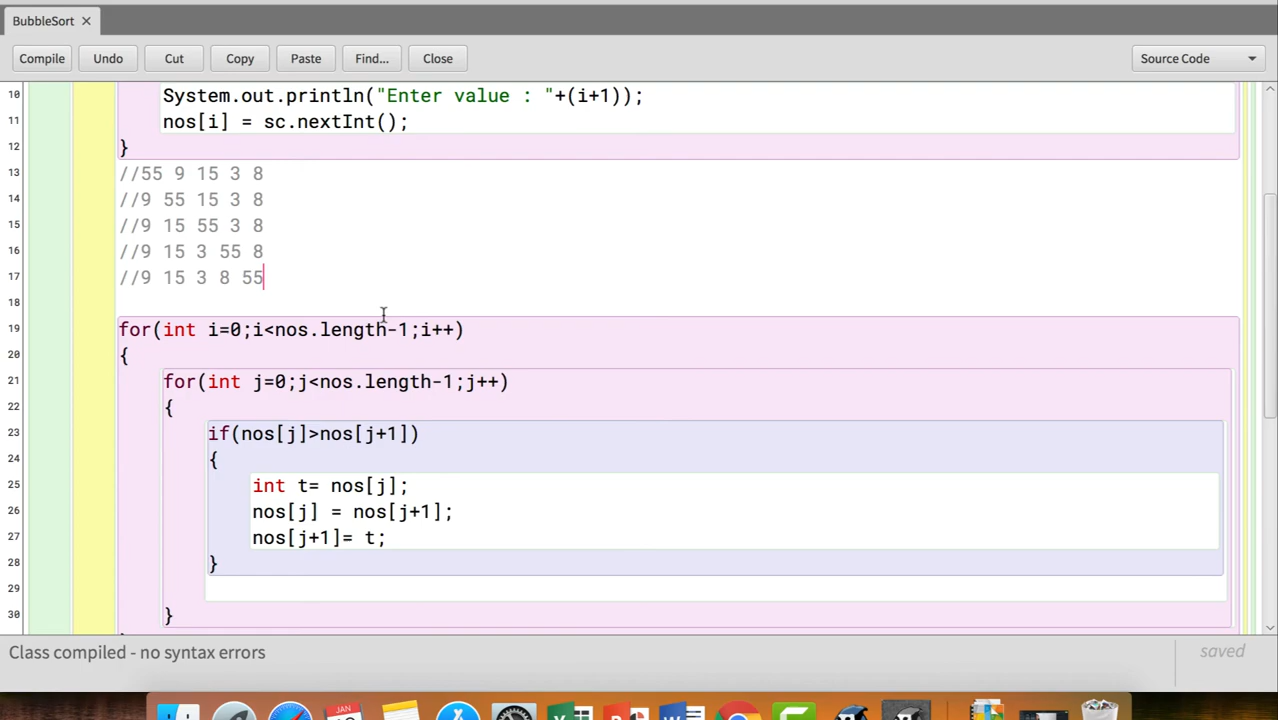 BubbleSort ×
Compile Undo Cut Copy Paste Find... Close Source Code
10 System.out.println("Enter value : "+(i+1));
11 nos[i] = sc.nextInt();
12 }
13 //55 9 15 3 8
14 //9 55 15 3 8
15 //9 15 55 3 8
16 //9 15 3 55 8
17 //9 15 3 8 55
18
19 for(int i=0;i<nos.length-1;i++)
20 {
21 for(int j=0;j<nos.length-1;j++)
22 {
23 if(nos[j]>nos[j+1])
24 {
25 int t= nos[j];
26 nos[j] = nos[j+1];
27 nos[j+1]= t;
28 }
29
30 }
Class compiled - no syntax errors saved
JAN